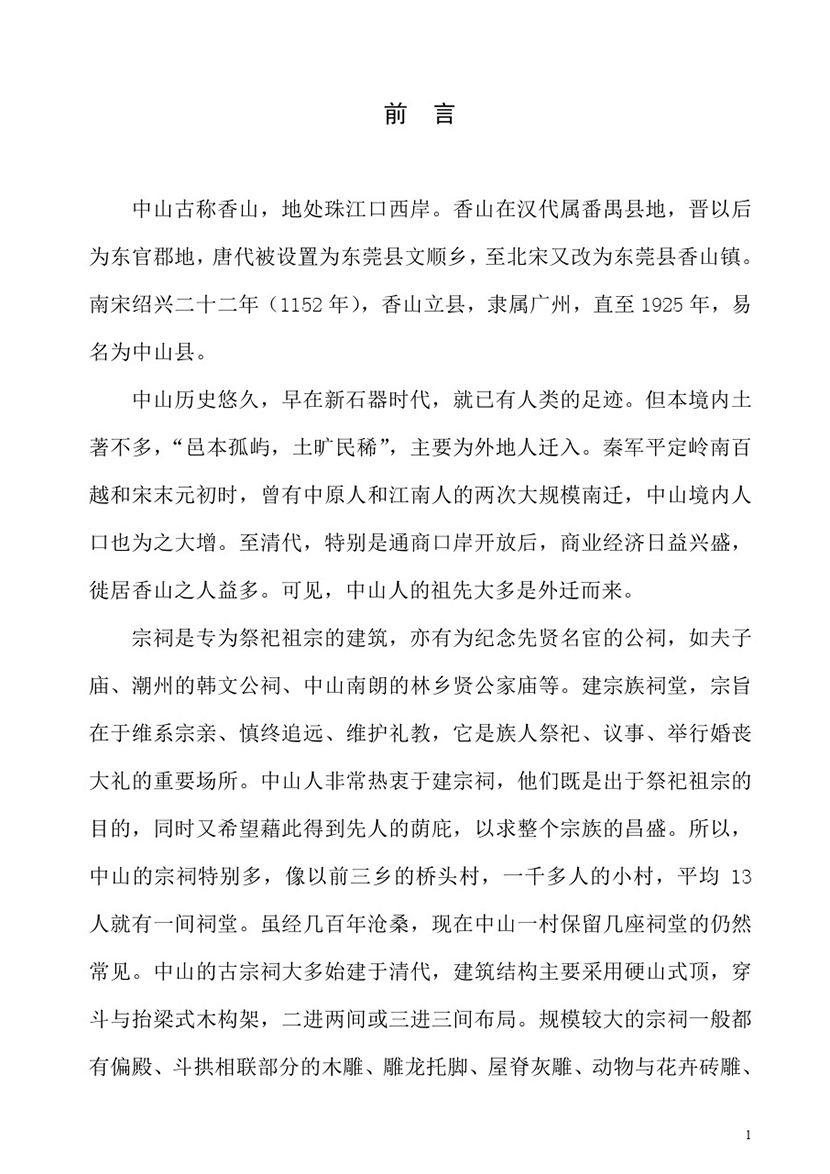 前 言
中山古称香山，地处珠江口西岸。香山在汉代属番禺县地，晋以后
为东官郡地，唐代被设置为东莞县文顺乡，至北宋又改为东莞县香山镇。
南宋绍兴二十二年（1152 年），香山立县，隶属广州，直至 1925 年，易
名为中山县。
中山历史悠久，早在新石器时代，就已有人类的足迹。但本境内土
著不多，“邑本孤屿，土旷民稀”，主要为外地人迁入。秦军平定岭南百
越和宋末元初时，曾有中原人和江南人的两次大规模南迁，中山境内人
口也为之大增。至清代，特别是通商口岸开放后，商业经济日益兴盛，
徙居香山之人益多。可见，中山人的祖先大多是外迁而来。
宗祠是专为祭祀祖宗的建筑，亦有为纪念先贤名宦的公祠，如夫子
庙、潮州的韩文公祠、中山南朗的林乡贤公家庙等。建宗族祠堂，宗旨
在于维系宗亲、慎终追远、维护礼教，它是族人祭祀、议事、举行婚丧
大礼的重要场所。中山人非常热衷于建宗祠，他们既是出于祭祀祖宗的
目的，同时又希望藉此得到先人的荫庇，以求整个宗族的昌盛。所以，
中山的宗祠特别多，像以前三乡的桥头村，一千多人的小村，平均 13
人就有一间祠堂。虽经几百年沧桑，现在中山一村保留几座祠堂的仍然
常见。中山的古宗祠大多始建于清代，建筑结构主要采用硬山式顶，穿
斗与抬梁式木构架，二进两间或三进三间布局。规模较大的宗祠一般都
有偏殿、斗拱相联部分的木雕、雕龙托脚、屋脊灰雕、动物与花卉砖雕、
1